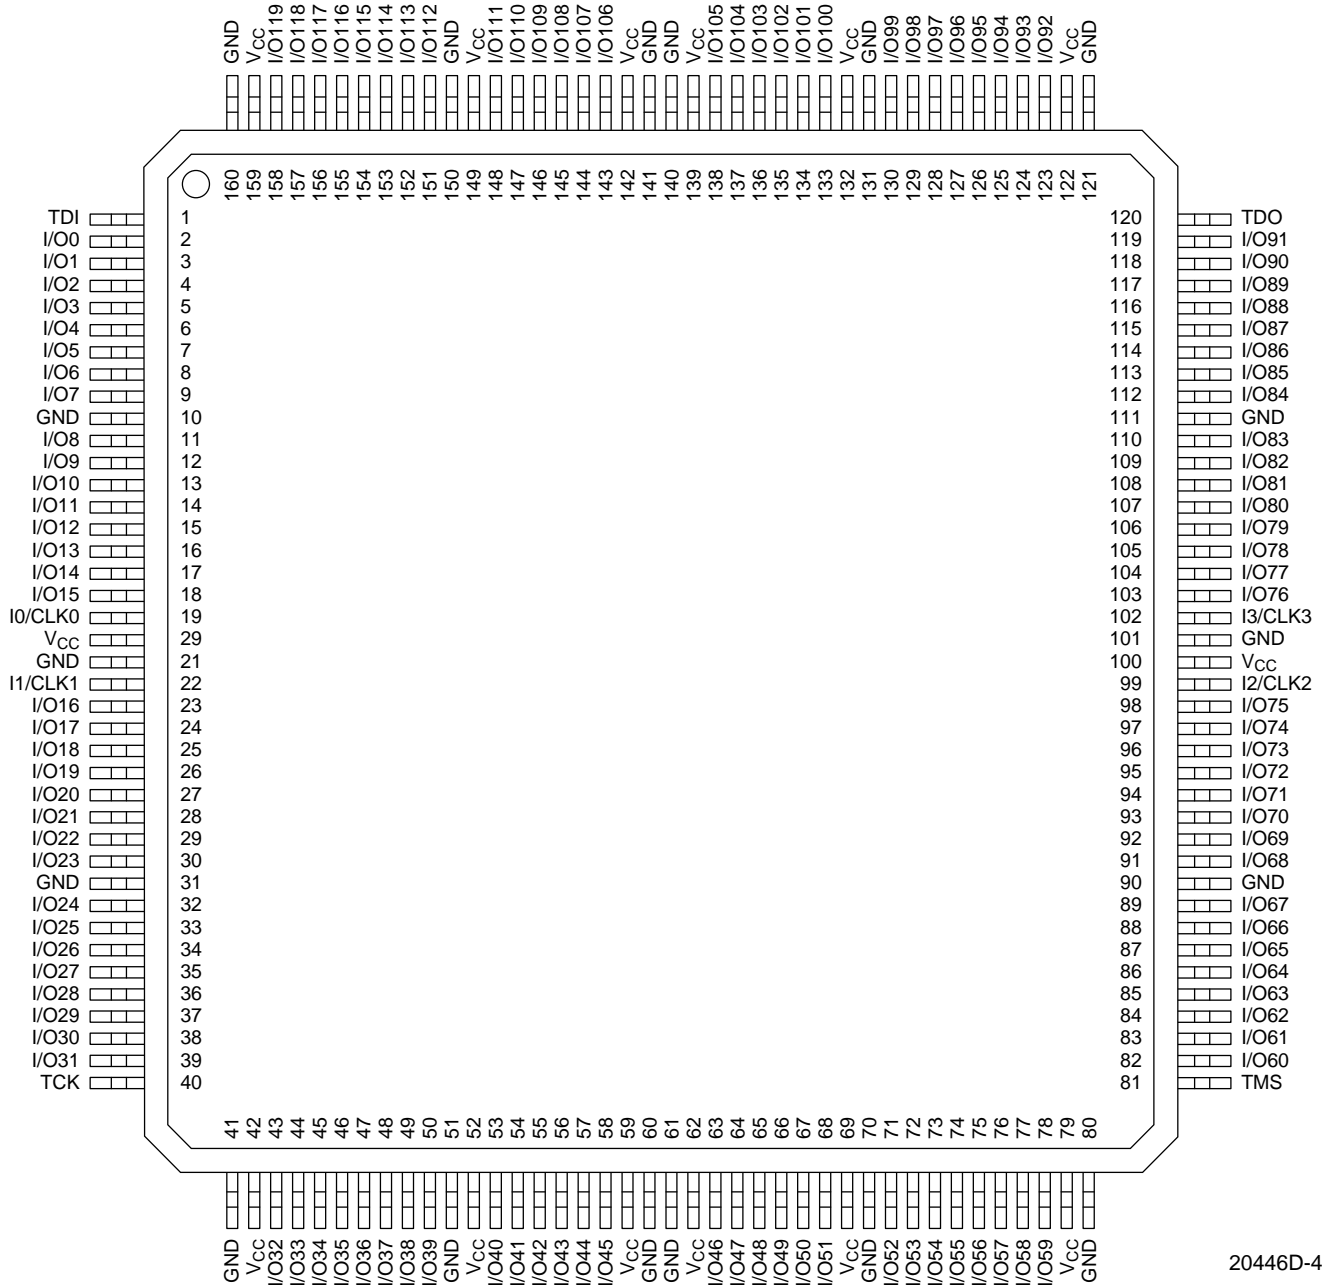 GND VCC I/O119 I/O118 I/O117 I/O116 I/O115 I/O114 I/O113 I/O112 GND VCC I/O111 I/O110 I/O109 I/O108 I/O107 I/O106 VCC GND GND VCC I/O105 I/O104 I/O103 I/O102 I/O101 I/O100 VCC GND I/O99 I/O98 I/O97 I/O96 I/O95 I/O94 I/O93 I/O92 VCC GND
160 159 158 157 156 155 154 153 152 151 150 149 148 147 146 145 144 143 142 141 140 139 138 137 136 135 134 133 132 131 130 129 128 127 126 125 124 123 122 121
TDI 1 120 TDO
I/O0 2 119 I/O91
I/O1 3 118 I/O90
I/O2 4 117 I/O89
I/O3 5 116 I/O88
I/O4 6 115 I/O87
I/O5 7 114 I/O86
I/O6 8 113 I/O85
I/O7 9 112 I/O84
GND 10 111 GND
I/O8 11 110 I/O83
I/O9 12 109 I/O82
I/O10 13 108 I/O81
I/O11 14 107 I/O80
I/O12 15 106 I/O79
I/O13 16 105 I/O78
I/O14 17 104 I/O77
I/O15 18 103 I/O76
I0/CLK0 19 102 I3/CLK3
VCC 29 101 GND
GND 21 100 VCC
I1/CLK1 22 99 I2/CLK2
I/O16 23 98 I/O75
I/O17 24 97 I/O74
I/O18 25 96 I/O73
I/O19 26 95 I/O72
I/O20 27 94 I/O71
I/O21 28 93 I/O70
I/O22 29 92 I/O69
I/O23 30 91 I/O68
GND 31 90 GND
I/O24 32 89 I/O67
I/O25 33 88 I/O66
I/O26 34 87 I/O65
I/O27 35 86 I/O64
I/O28 36 85 I/O63
I/O29 37 84 I/O62
I/O30 38 83 I/O61
I/O31 39 82 I/O60
TCK 40 81 TMS
41 42 43 44 45 46 47 48 49 50 51 52 53 54 55 56 57 58 59 60 61 62 63 64 65 66 67 68 69 70 71 72 73 74 75 76 77 78 79 80
GND VCC I/O32 I/O33 I/O34 I/O35 I/O36 I/O37 I/O38 I/O39 GND VCC I/O40 I/O41 I/O42 I/O43 I/O44 I/O45 VCC GND GND VCC I/O46 I/O47 I/O48 I/O49 I/O50 I/O51 VCC GND I/O52 I/O53 I/O54 I/O55 I/O56 I/O57 I/O58 I/O59 VCC GND
20446D-4